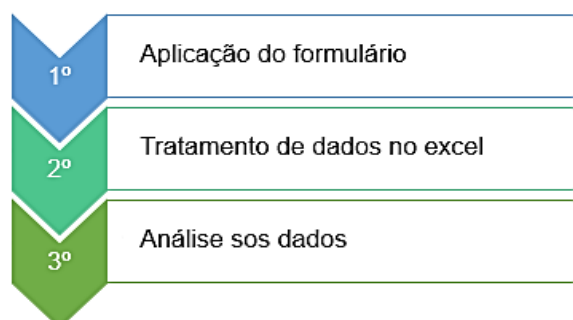 1º
Aplicação do formulário
2º
Tratamento de dados no excel
3º
Análise sos dados